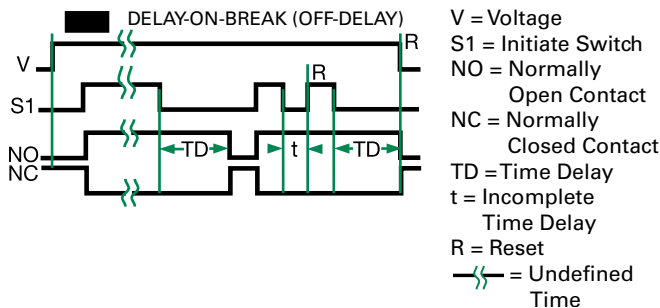 DELAY-ON-BREAK (OFF-DELAY)
R
V
R
S1
NO
NC
TD
t
TD
V = Voltage
S1 = Initiate Switch
NO = Normally
Open Contact
NC = Normally
Closed Contact
TD = Time Delay
t = Incomplete
Time Delay
R = Reset
= Undefined
Time